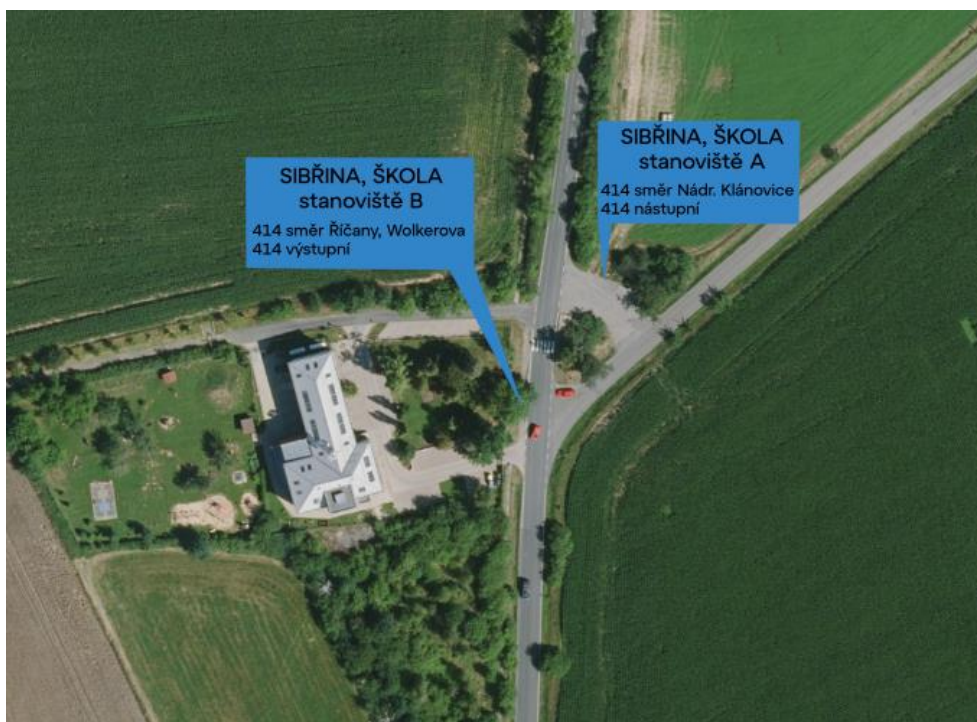 SIBŘINA, ŠKOLA
stanoviště A
414 směr Nádr. Klánovice
414 nástupní
SIBŘINA, ŠKOLA
stanoviště B
414 směr Říčany, Wolkerova
414 výstupní